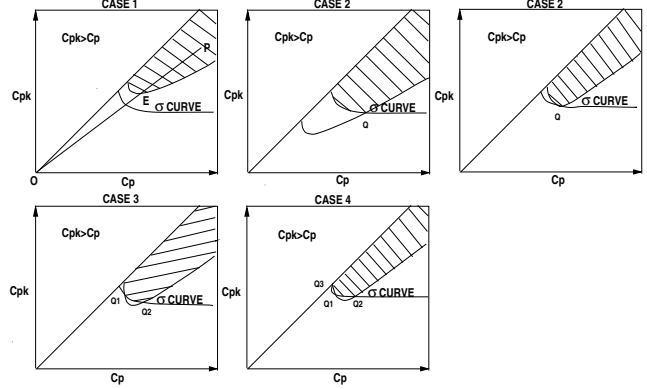 CASE 1
Cpk>Cp
P
Cpk
E
σ CURVE
O
Cp
CASE 2
Cpk>Cp
Cpk
σ CURVE
Q
Cp
CASE 2
Cpk>Cp
Cpk
σ CURVE
Q
Cp
CASE 3
Cpk>Cp
Cpk
Q1
σ CURVE
Q2
Cp
CASE 4
Cpk>Cp
Q3
Cpk
σ CURVE
Q1
Q2
Cp